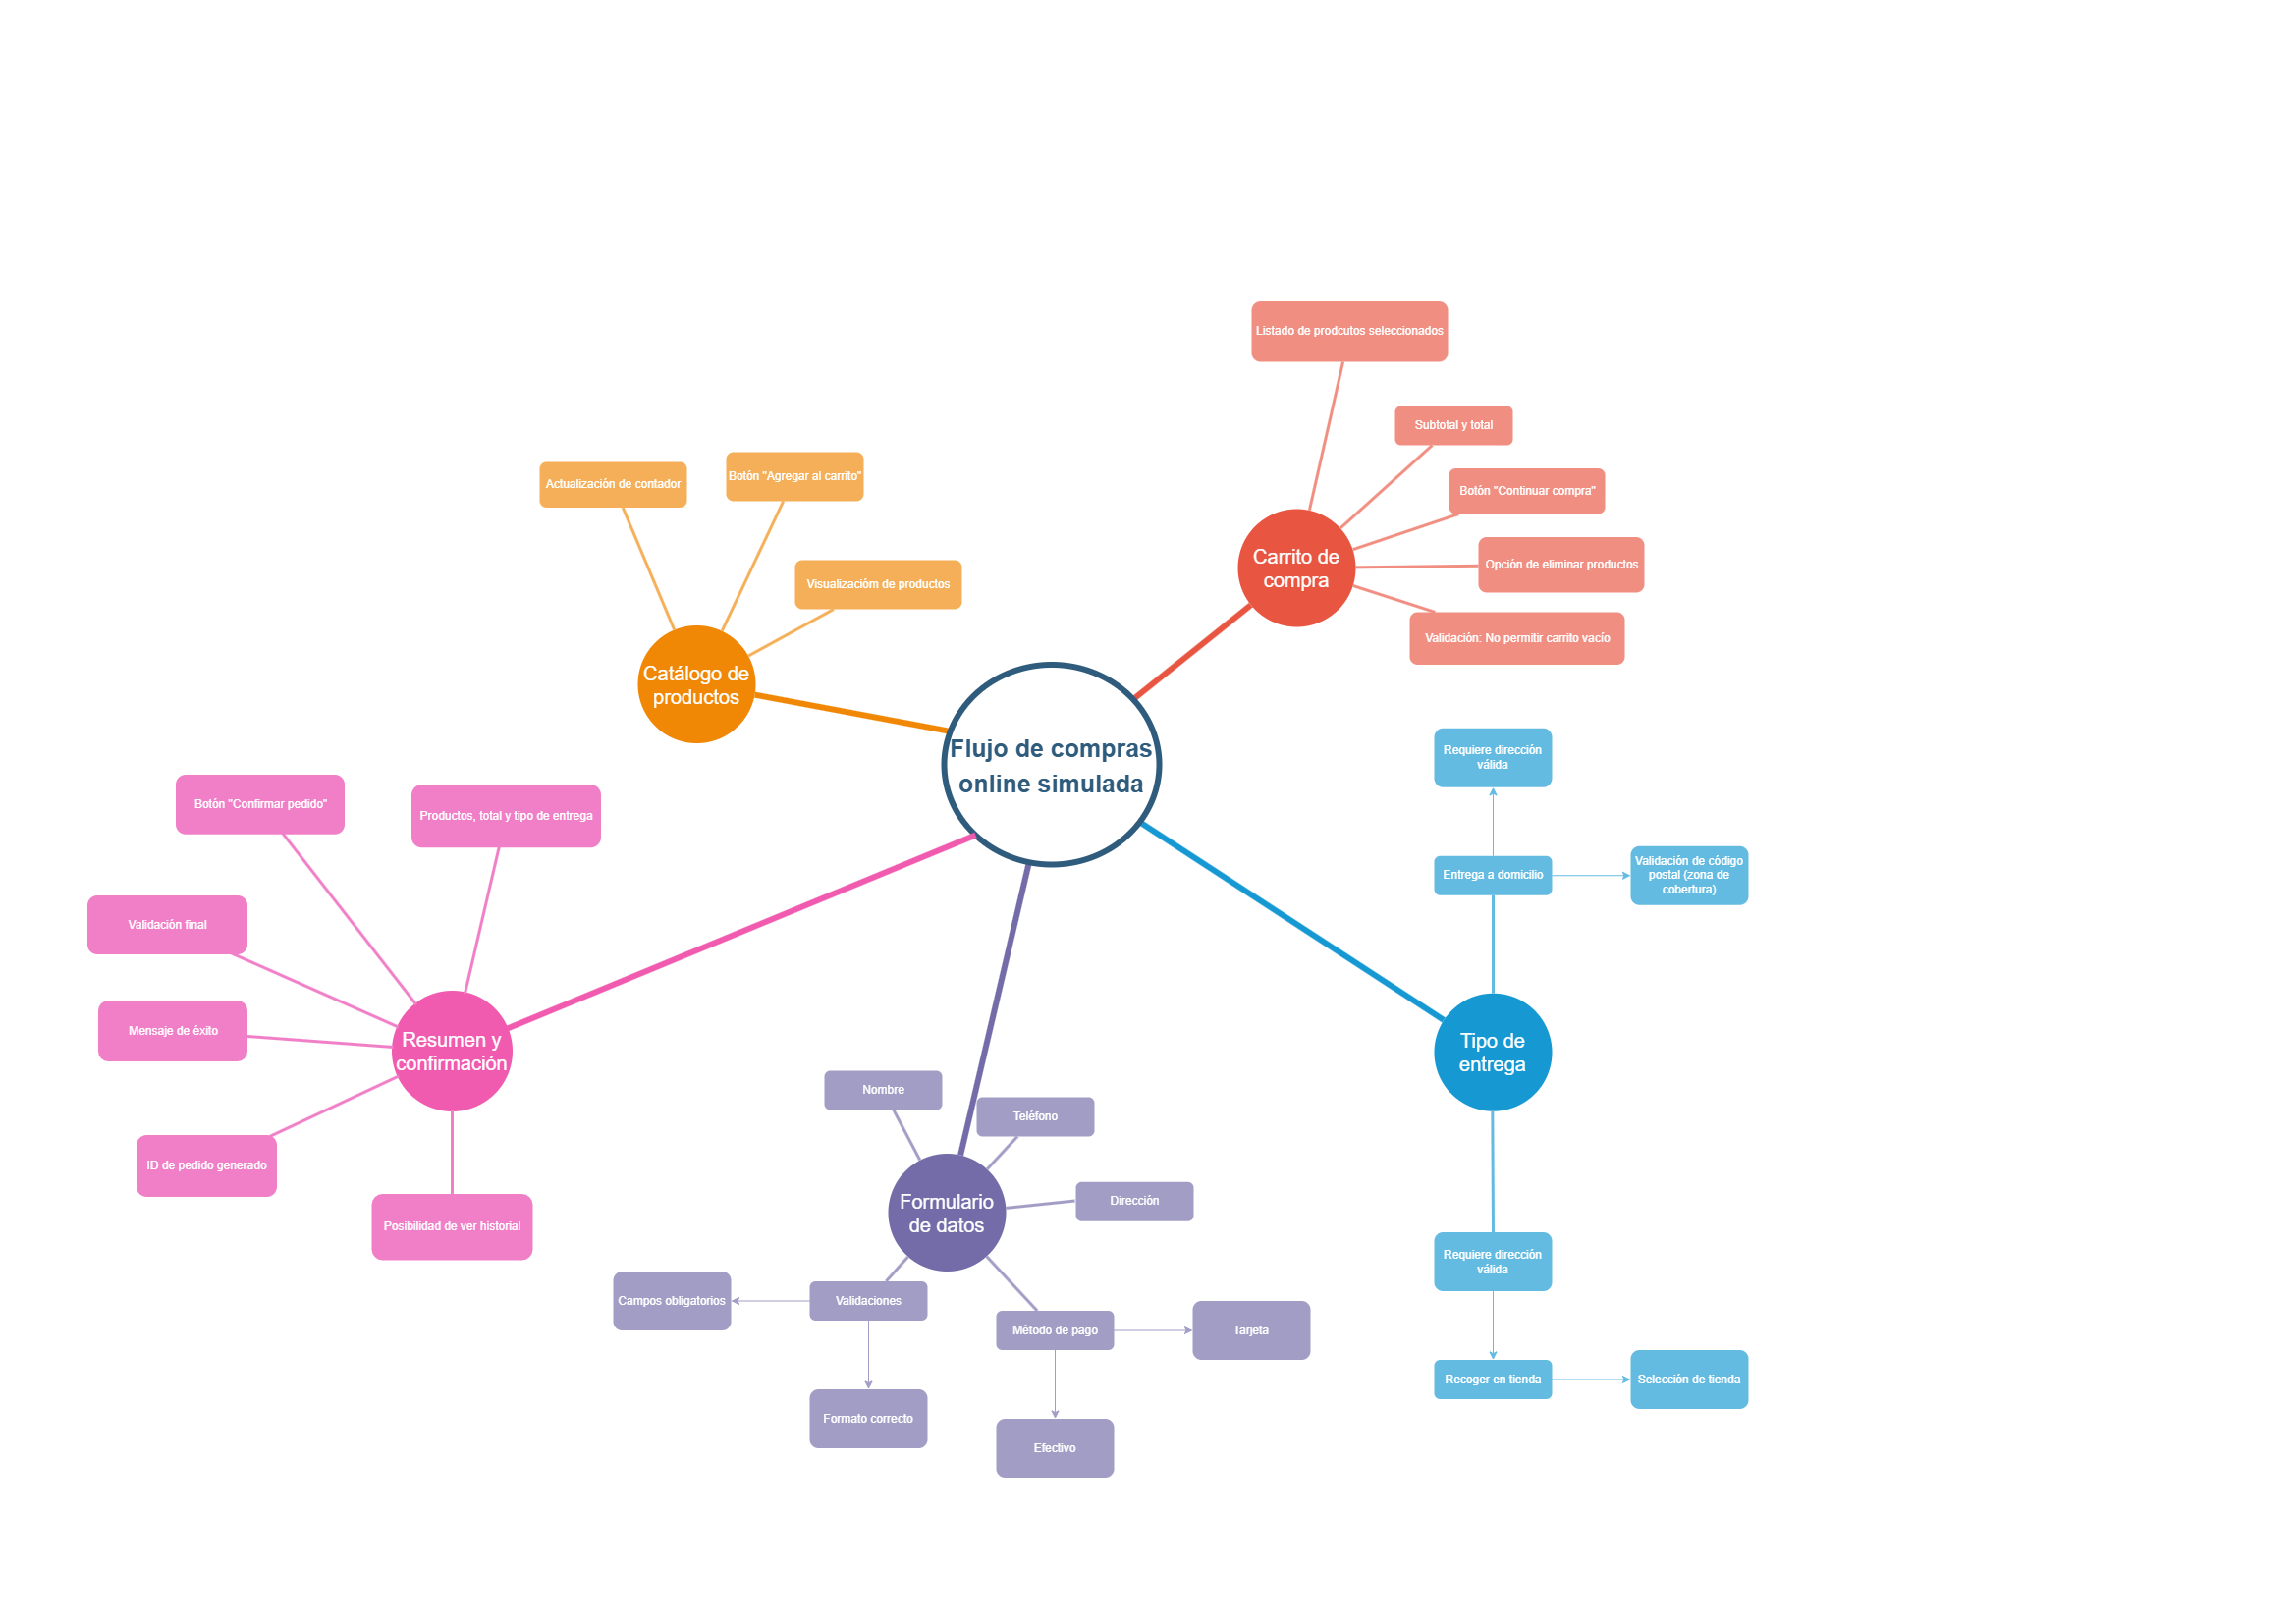 Listado de prodcutos seleccionados
Subtotal y total
Botón "Continuar compra"
Opción de eliminar productos
Validación: No permitir carrito vacío
Carrito de
compra
Actualización de contador
Botón "Agregar al carrito"
Visualizacióm de productos
Catálogo de
productos
Flujo de compras
online simulada
Botón "Confirmar pedido"
Productos, total y tipo de entrega
Validación final
Mensaje de éxito
Resumen y
confirmación
ID de pedido generado
Posibilidad de ver historial
Nombre
Teléfono
Dirección
Formulario
de datos
Campos obligatorios
Validaciones
Formato correcto
Método de pago
Tarjeta
Efectivo
Requiere dirección
válida
Entrega a domicilio
Validación de código
postal (zona de
cobertura)
Tipo de
entrega
Requiere dirección
válida
Recoger en tienda
Selección de tienda